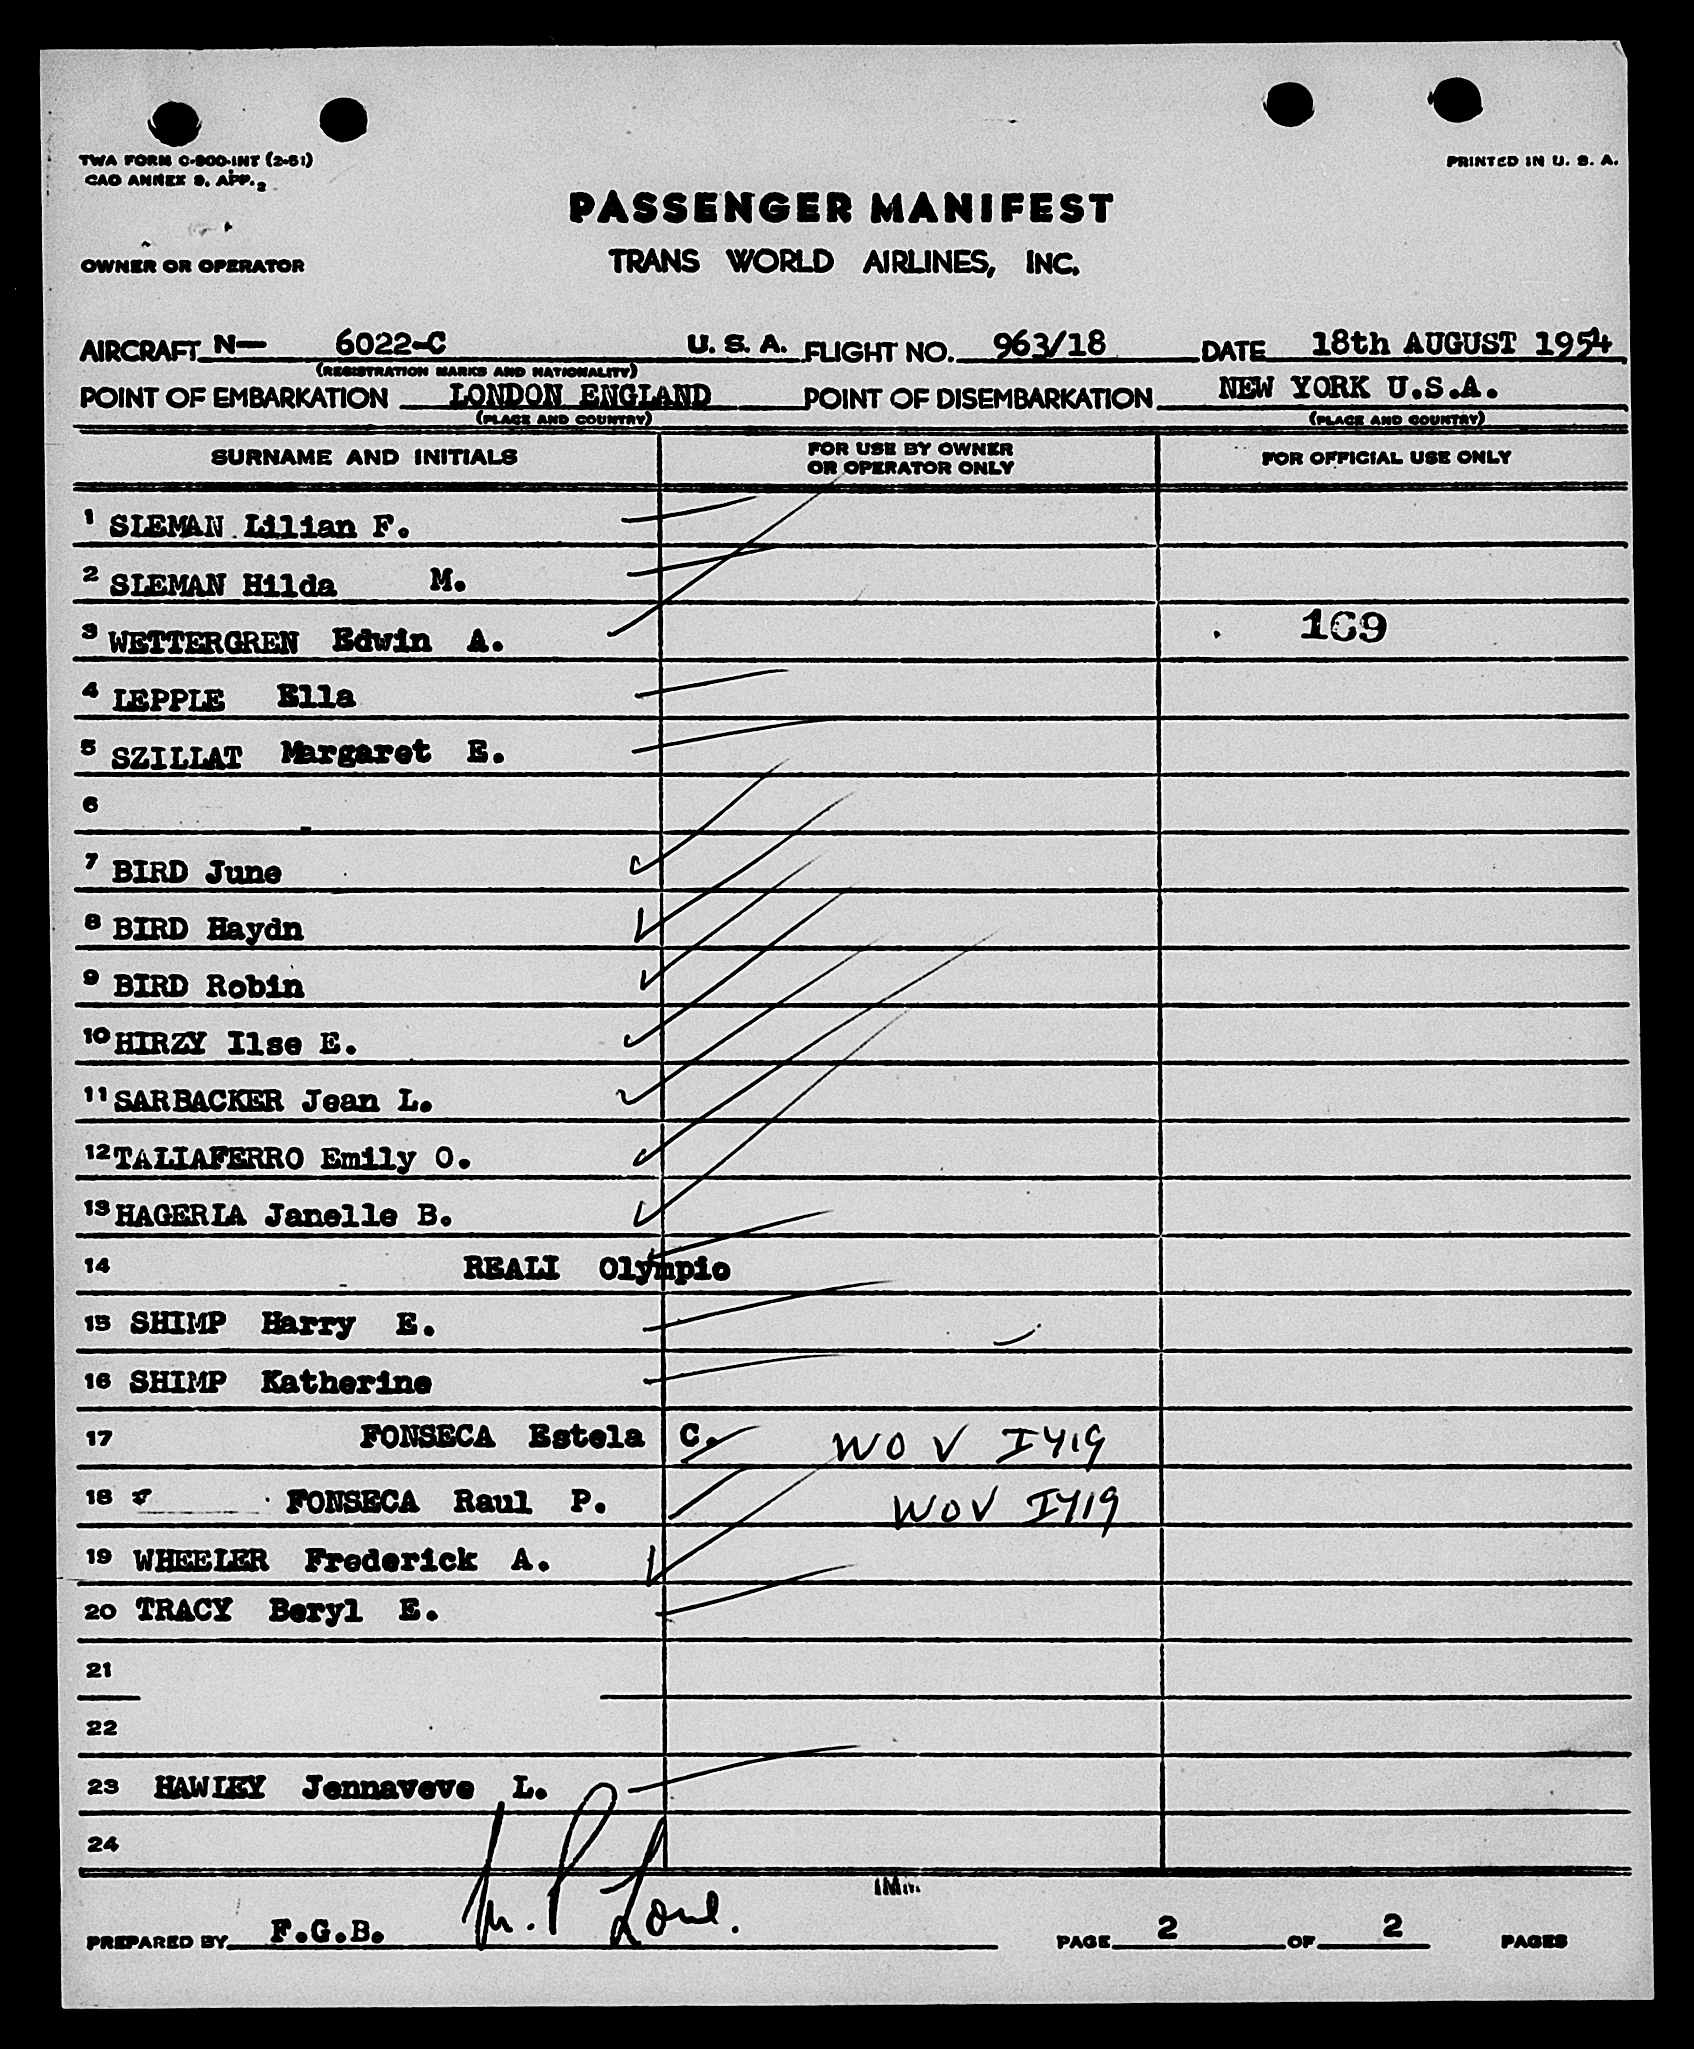 TWA FORM C-900-INT (2-51)
CAO ANNEX 9, APP. 2
PRINTED IN U. S. A.
PASSENGER MANIFEST
OWNER OR OPERATOR
TRANS WORLD AIRLINES, INC.
AIRCRAFT N— 6022-C U. S. A. FLIGHT NO. 963/18 DATE 18th AUGUST 1954
(REGISTRATION MARKS AND NATIONALITY)
POINT OF EMBARKATION LONDON ENGLAND POINT OF DISEMBARKATION NEW YORK U.S.A.
(PLACE AND COUNTRY) (PLACE AND COUNTRY)
SURNAME AND INITIALS FOR USE BY OWNER OR OPERATOR ONLY FOR OFFICIAL USE ONLY
1 SLEMAN Lilian F.
2 SLEMAN Hilda M.
3 WETTERGREN Edwin A. 109
4 LEPPLE Ella
5 SZILLAT Margaret E.
6
7 BIRD June
8 BIRD Haydn
9 BIRD Robin
10 HIRZY Ilse E.
11 SARBACKER Jean L.
12 TALIAFERRO Emily O.
13 HAGERLA Janelle B.
14 REALI Olympio
15 SHIMP Harry E.
16 SHIMP Katherine
17 FONSECA Estela C. WO V I419
18 FONSECA Raul P. WOV I419
19 WHEELER Frederick A.
20 TRACY Beryl E.
21
22
23 HAWLEY Jennaveve L.
24
PREPARED BY F.G.B. PAGE 2 OF 2 PAGES